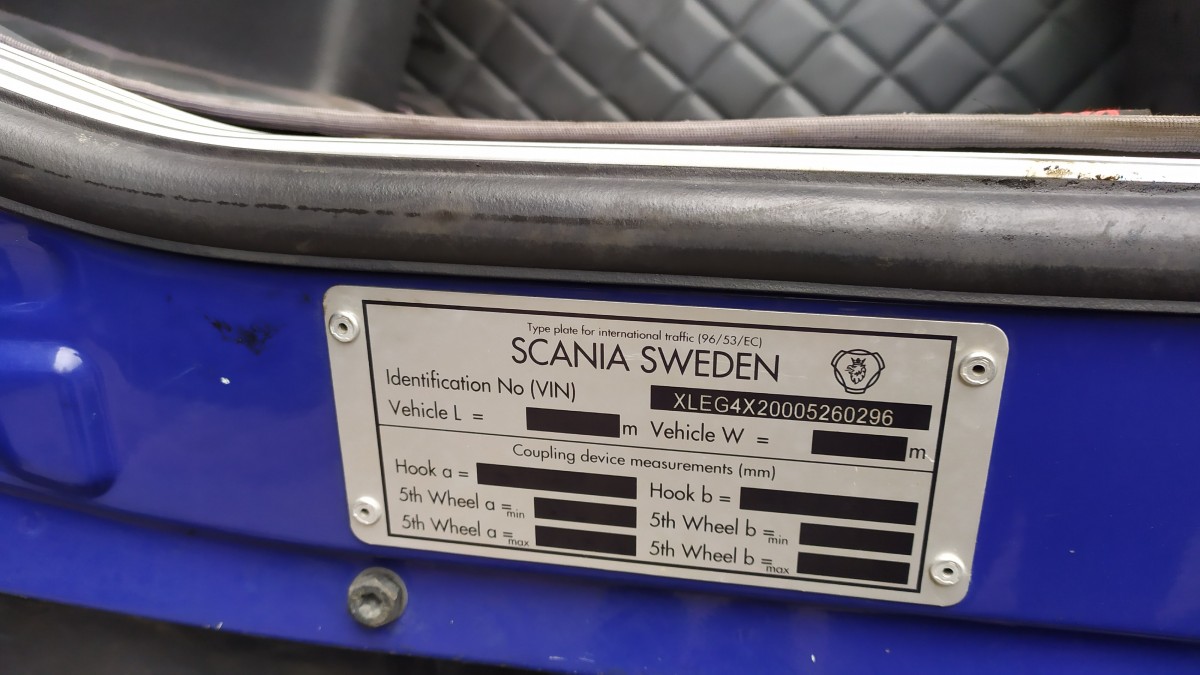 Type plate for international traffic (96/53/EC)
SCANIA SWEDEN
Identification No (VIN) XLEG4X20005260296
Vehicle L = m Vehicle W = m
Coupling device measurements (mm)
Hook a = Hook b =
5th Wheel a =min 5th Wheel b =min
5th Wheel a =max 5th Wheel b =max